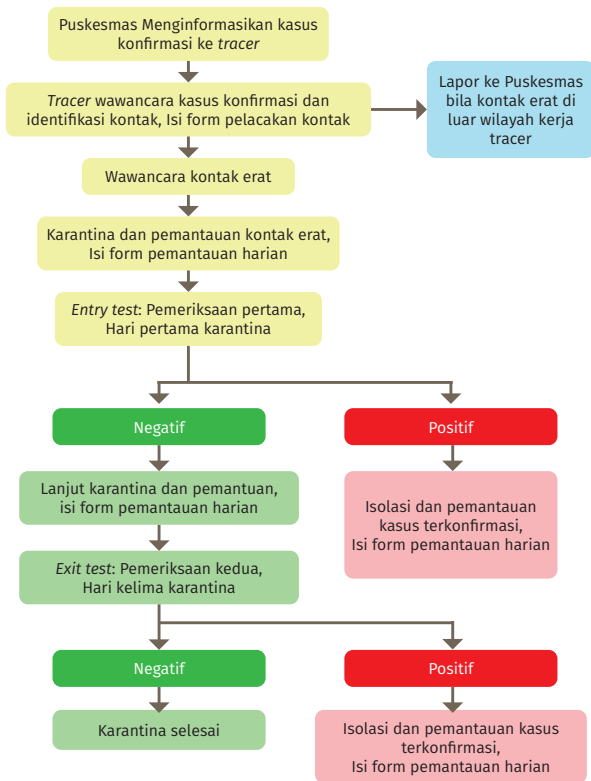 Puskesmas Menginformasikan kasus
konfirmasi ke tracer
Tracer wawancara kasus konfirmasi dan
identifikasi kontak, Isi form pelacakan kontak
Lapor ke Puskesmas
bila kontak erat di
luar wilayah kerja
tracer
Wawancara kontak erat
Karantina dan pemantauan kontak erat,
Isi form pemantauan harian
Entry test: Pemeriksaan pertama,
Hari pertama karantina
Negatif
Positif
Lanjut karantina dan pemantuan,
isi form pemantauan harian
Isolasi dan pemantauan
kasus terkonfirmasi,
Isi form pemantauan harian
Exit test: Pemeriksaan kedua,
Hari kelima karantina
Negatif
Positif
Karantina selesai
Isolasi dan pemantauan kasus
terkonfirmasi,
Isi form pemantauan harian